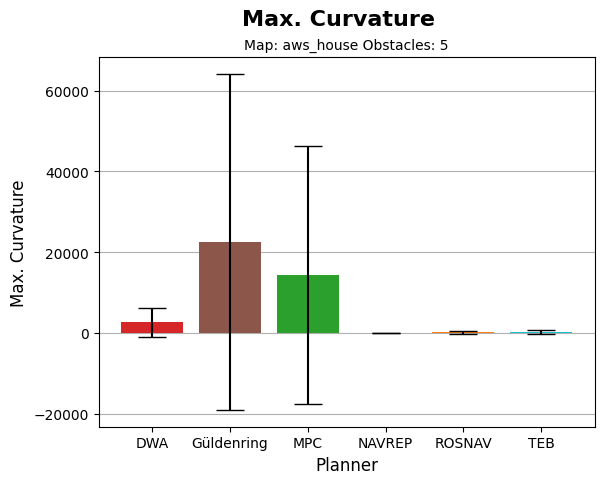 Max. Curvature
Map: aws_house Obstacles: 5
Max. Curvature
60000
40000
20000
0
−20000
DWA Güldenring MPC NAVREP ROSNAV TEB
Planner